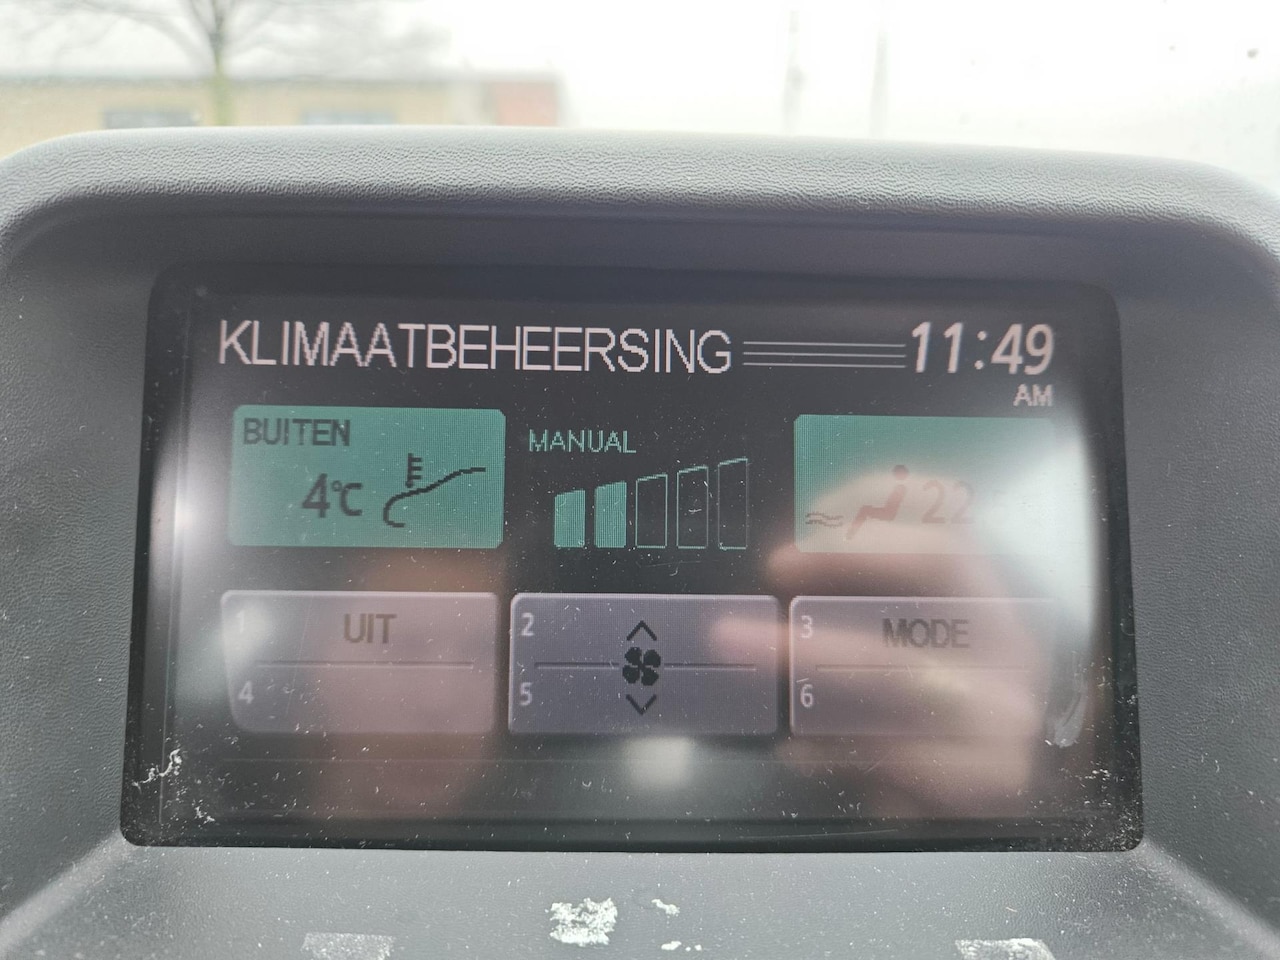 KLIMAATBEHEERSING 11:49
AM
BUITEN
4°C
MANUAL
22
1 UIT
4
2
5
3 MODE
6